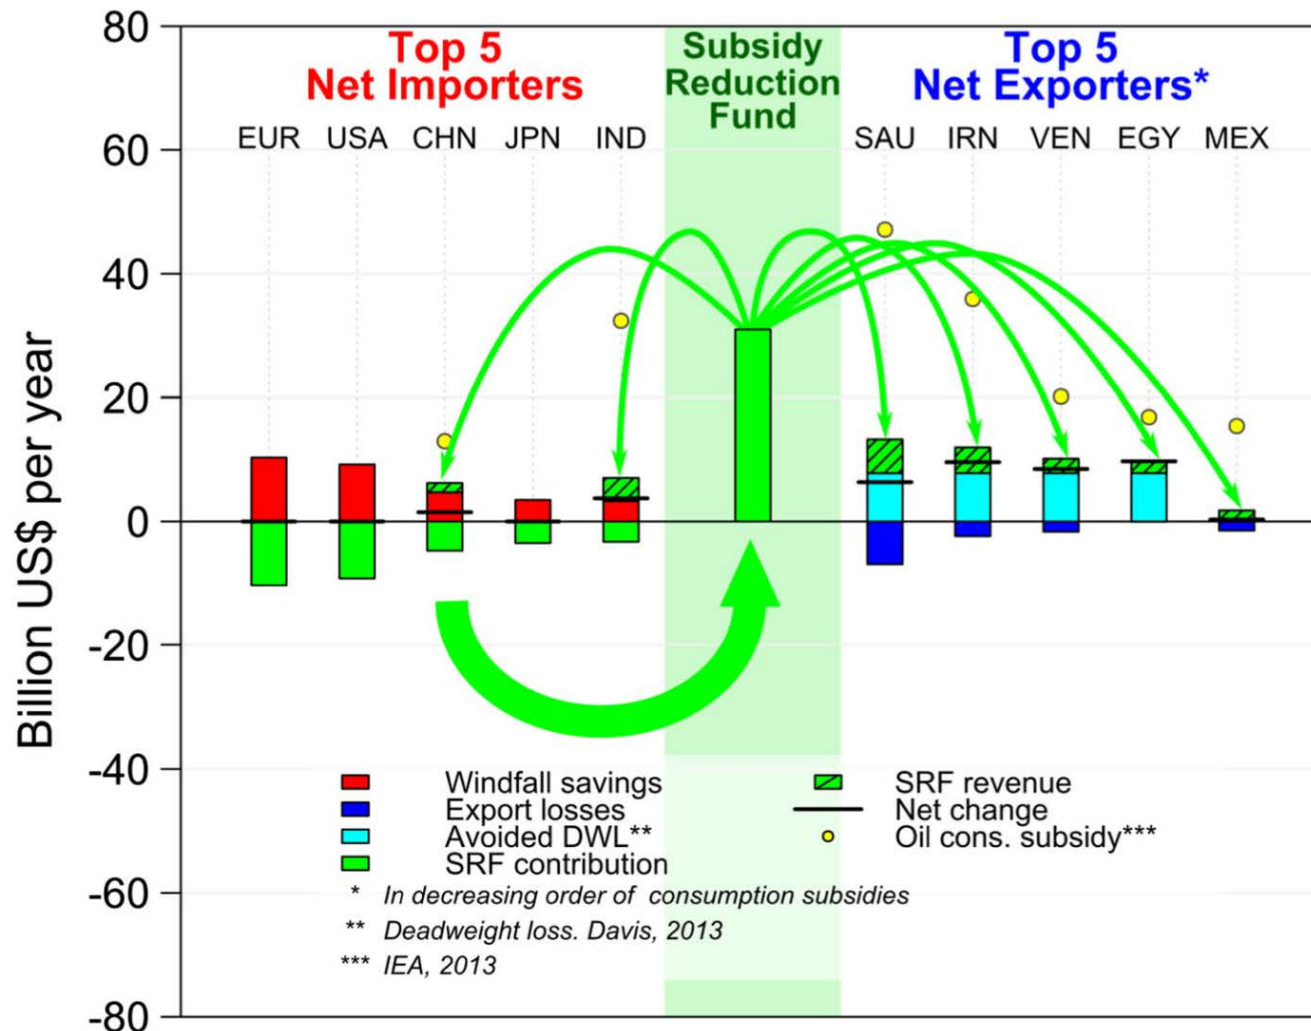 Top 5
Net Importers
Subsidy
Reduction
Fund
Top 5
Net Exporters*
EUR USA CHN JPN IND
SAU IRN VEN EGY MEX
80
60
40
20
0
-20
-40
-60
-80
Billion US$ per year
Windfall savings
Export losses
Avoided DWL**
SRF contribution
SRF revenue
Net change
Oil cons. subsidy***
* In decreasing order of consumption subsidies
** Deadweight loss. Davis, 2013
*** IEA, 2013